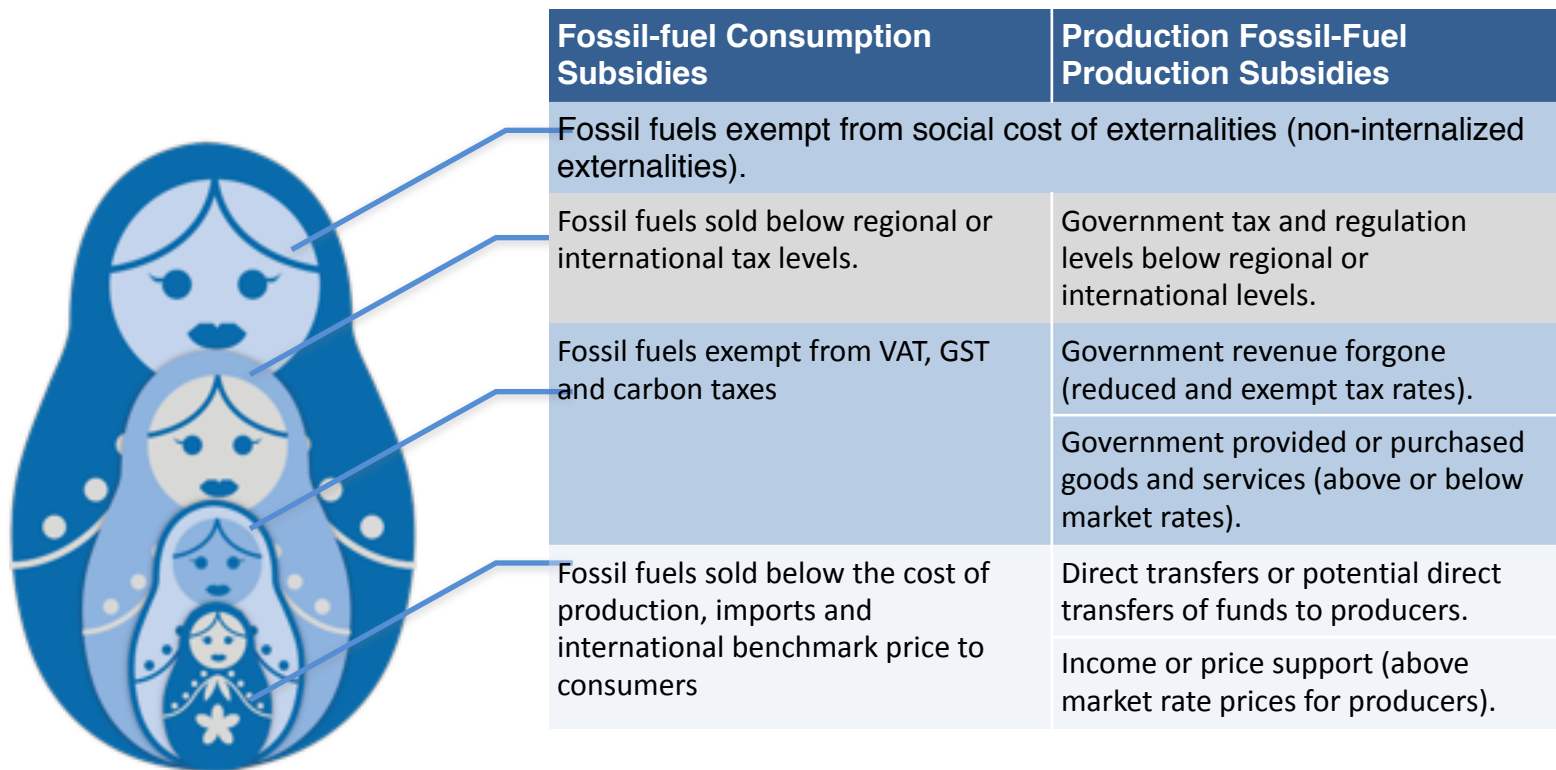 Fossil-fuel Consumption
Subsidies
Production Fossil-Fuel
Production Subsidies
Fossil fuels exempt from social cost of externalities (non-internalized
externalities).
Fossil fuels sold below regional or
international tax levels.
Government tax and regulation
levels below regional or
international levels.
Fossil fuels exempt from VAT, GST
and carbon taxes
Government revenue forgone
(reduced and exempt tax rates).
Government provided or purchased
goods and services (above or below
market rates).
Fossil fuels sold below the cost of
production, imports and
international benchmark price to
consumers
Direct transfers or potential direct
transfers of funds to producers.
Income or price support (above
market rate prices for producers).